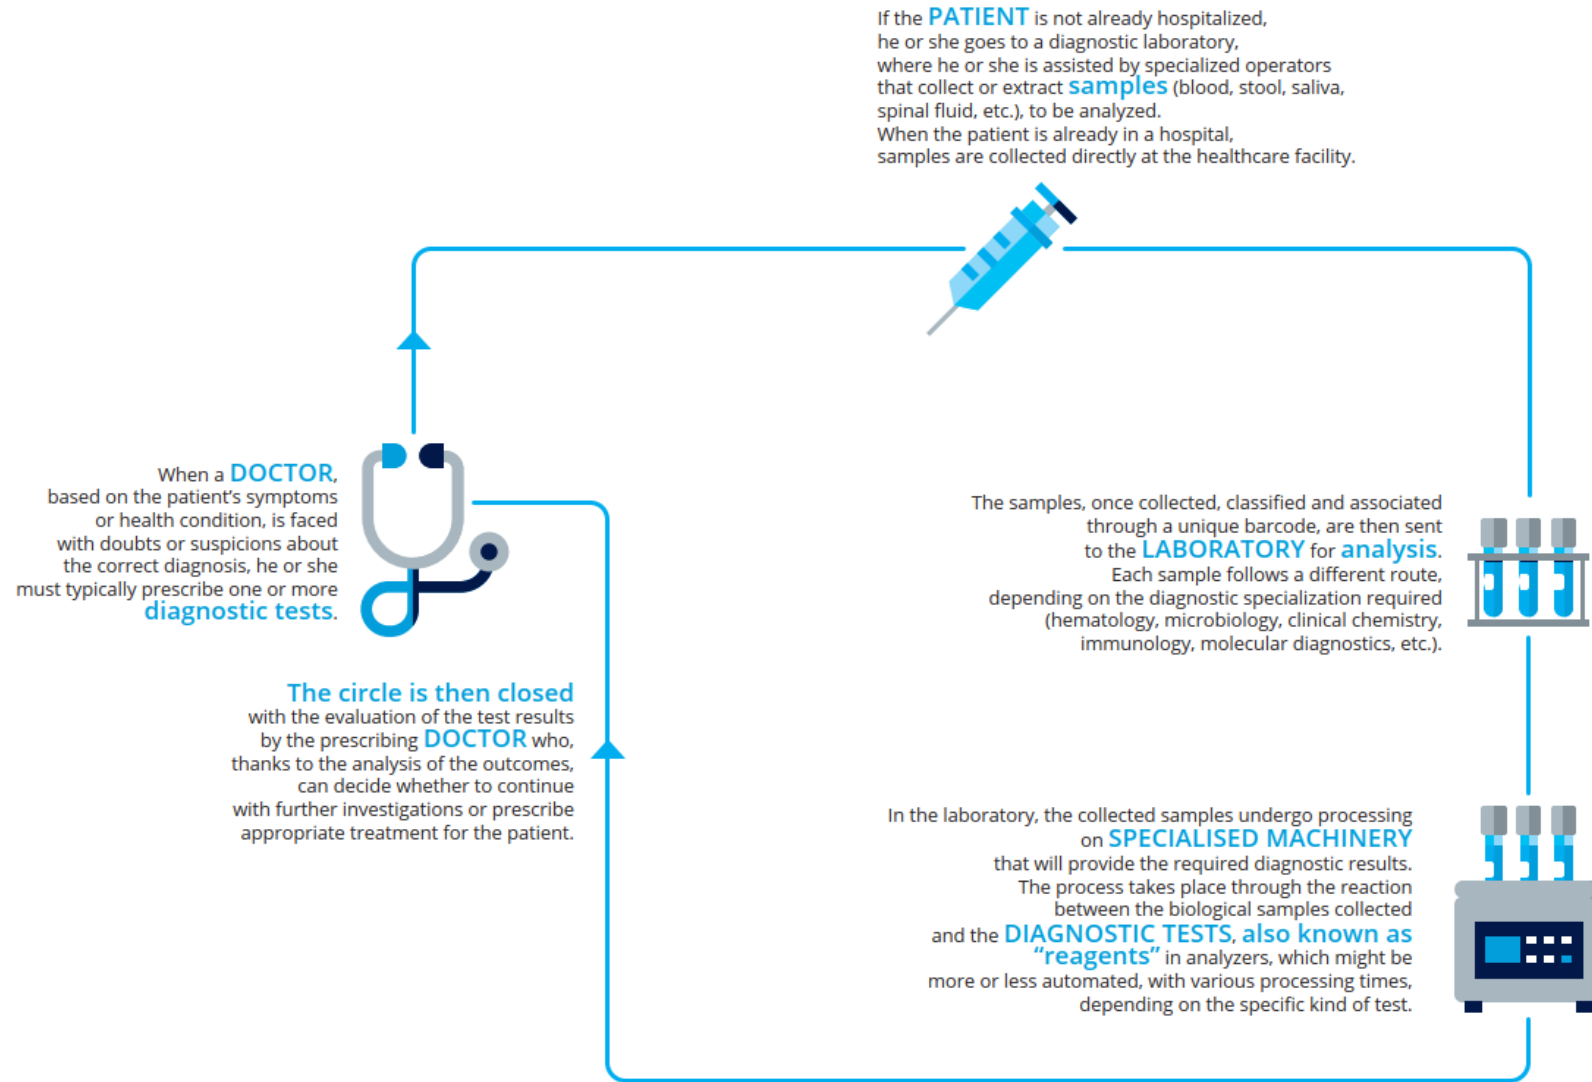 If the PATIENT is not already hospitalized,
he or she goes to a diagnostic laboratory,
where he or she is assisted by specialized operators
that collect or extract samples (blood, stool, saliva,
spinal fluid, etc.), to be analyzed.
When the patient is already in a hospital,
samples are collected directly at the healthcare facility.
When a DOCTOR,
based on the patient's symptoms
or health condition, is faced
with doubts or suspicions about
the correct diagnosis, he or she
must typically prescribe one or more
diagnostic tests.
The samples, once collected, classified and associated
through a unique barcode, are then sent
to the LABORATORY for analysis.
Each sample follows a different route,
depending on the diagnostic specialization required
(hematology, microbiology, clinical chemistry,
immunology, molecular diagnostics, etc.).
The circle is then closed
with the evaluation of the test results
by the prescribing DOCTOR who,
thanks to the analysis of the outcomes,
can decide whether to continue
with further investigations or prescribe
appropriate treatment for the patient.
In the laboratory, the collected samples undergo processing
on SPECIALISED MACHINERY
that will provide the required diagnostic results.
The process takes place through the reaction
between the biological samples collected
and the DIAGNOSTIC TESTS, also known as
“reagents” in analyzers, which might be
more or less automated, with various processing times,
depending on the specific kind of test.